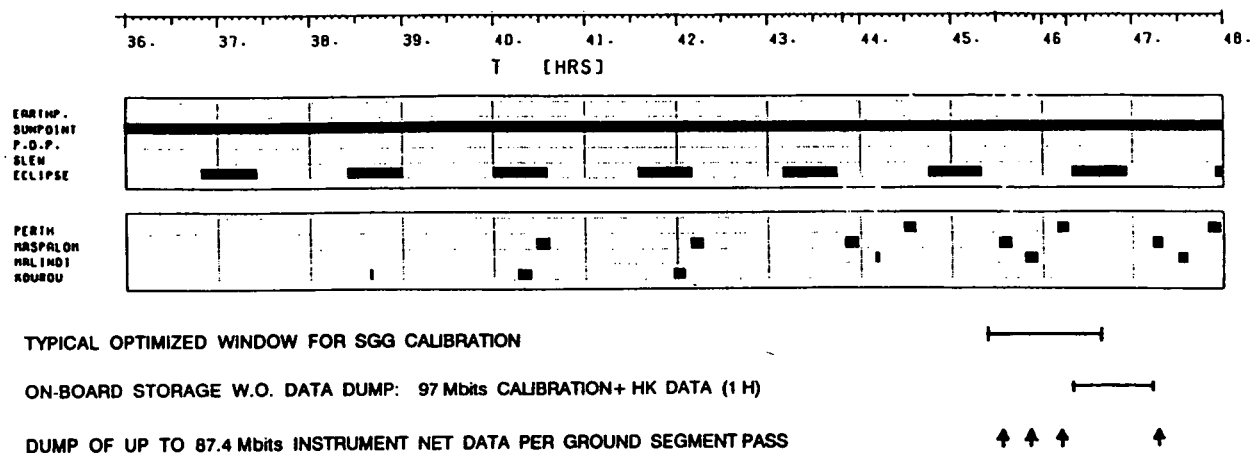 36. 37. 38. 39. 40. 41. 42. 43. 44. 45. 46. 47. 48.
T [HRS]
EARTHP.
SUNPOINT
P.D.P.
SLEW
ECLIPSE
PERTH
MASPALOM
MALINDI
KOUROU
TYPICAL OPTIMIZED WINDOW FOR SGG CALIBRATION
ON-BOARD STORAGE W.O. DATA DUMP: 97 Mbits CALIBRATION+ HK DATA (1 H)
DUMP OF UP TO 87.4 Mbits INSTRUMENT NET DATA PER GROUND SEGMENT PASS